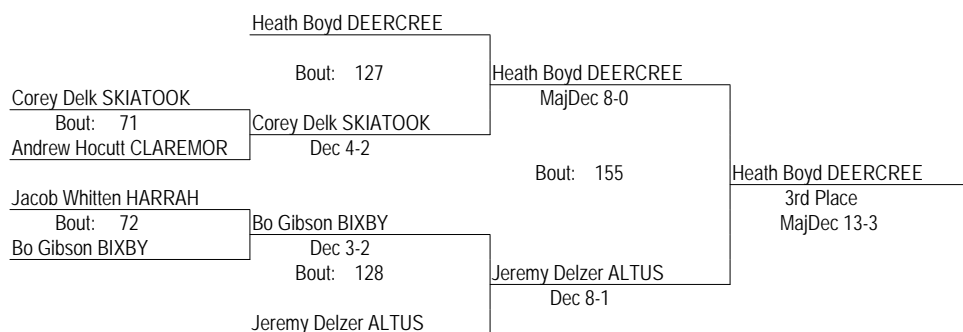 Heath Boyd DEERCREE
Bout: 127
Heath Boyd DEERCREE
Corey Delk SKIATOOK
MajDec 8-0
Bout: 71
Corey Delk SKIATOOK
Andrew Hocutt CLAREMOR
Dec 4-2
Bout: 155
Heath Boyd DEERCREE
Jacob Whitten HARRAH
3rd Place
Bout: 72
Bo Gibson BIXBY
MajDec 13-3
Bo Gibson BIXBY
Dec 3-2
Bout: 128
Jeremy Delzer ALTUS
Dec 8-1
Jeremy Delzer ALTUS